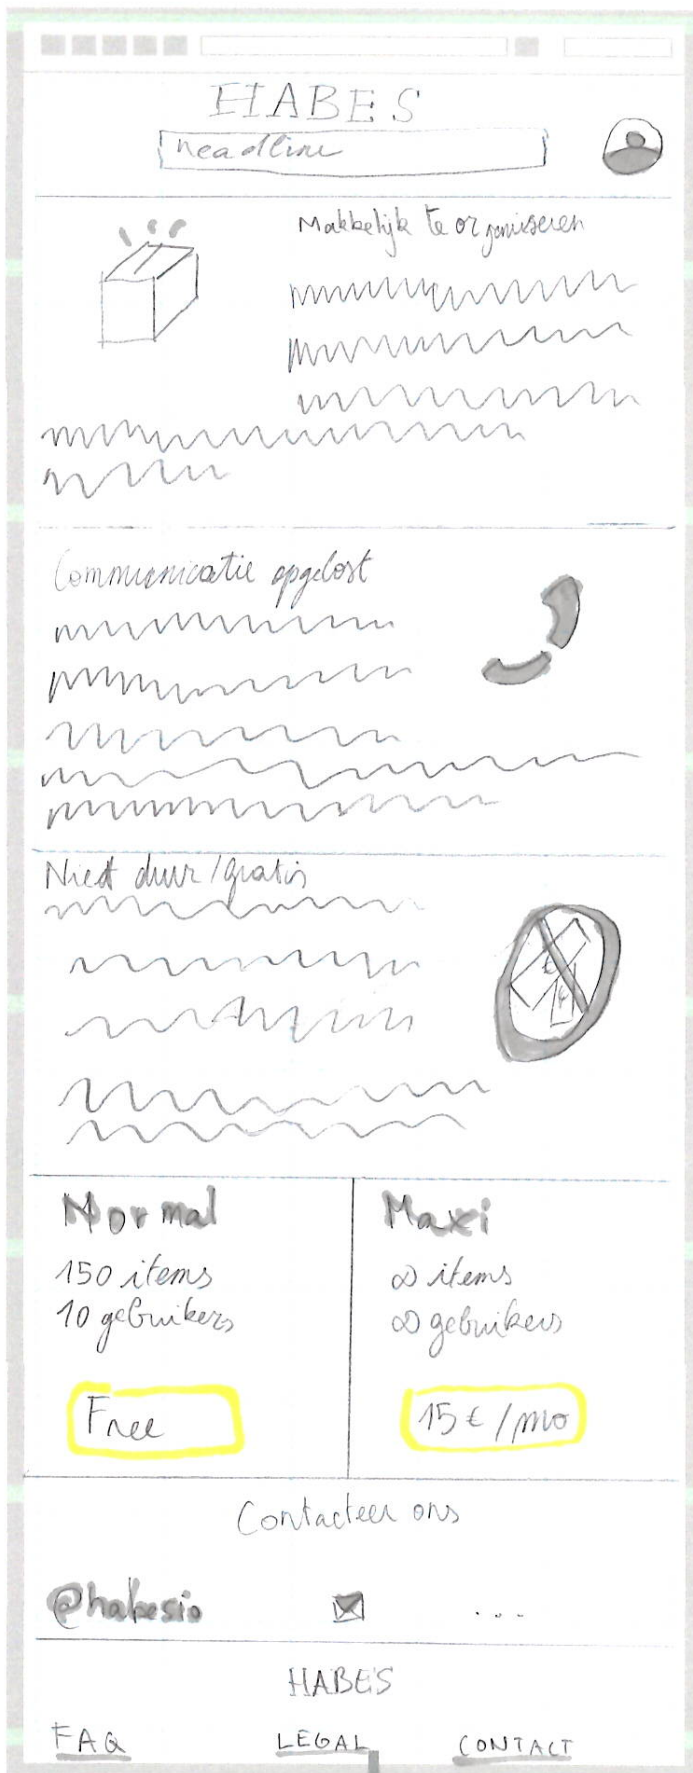 HABES
headline
Makkelijk te organiseren
Communicatie opgelost
Niet duur/gratis
Normal
Maxi
150 items
∞ items
10 gebruikers
∞ gebruikers
Free
15 € / mo
Contacteer ons
@habesio
...
HABES
FAQ
LEGAL
CONTACT